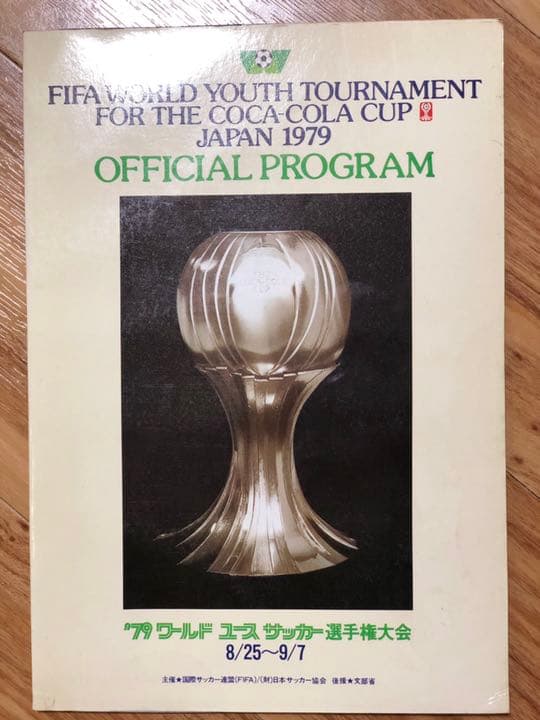 FIFA WORLD YOUTH TOURNAMENT
FOR THE COCA-COLA CUP
JAPAN 1979
OFFICIAL PROGRAM
'79 ワールド ユース サッカー選手権大会
8/25〜9/7
主催★国際サッカー連盟(FIFA)/(財)日本サッカー協会 後援★文部省